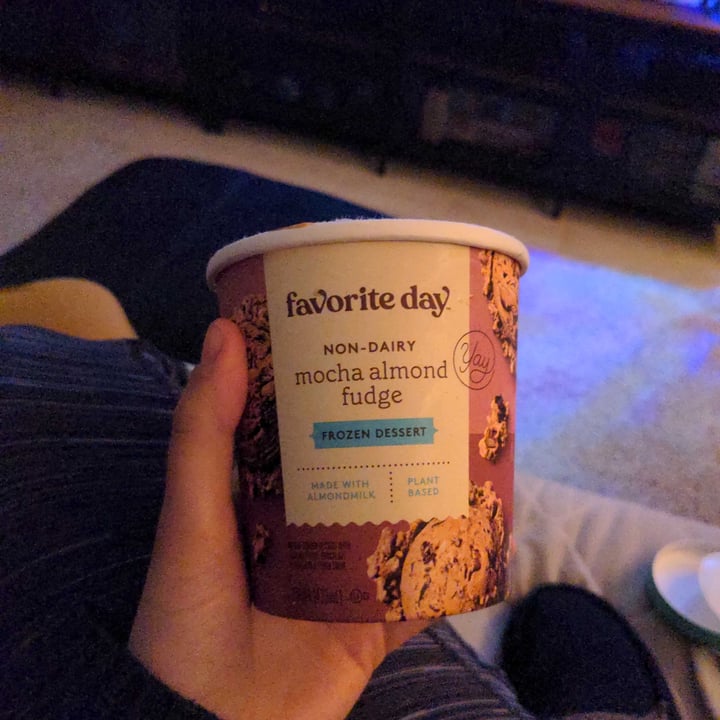 favorite day
NON-DAIRY
mocha almond
fudge
Yay
FROZEN DESSERT
MADE WITH
ALMONDMILK
PLANT
BASED